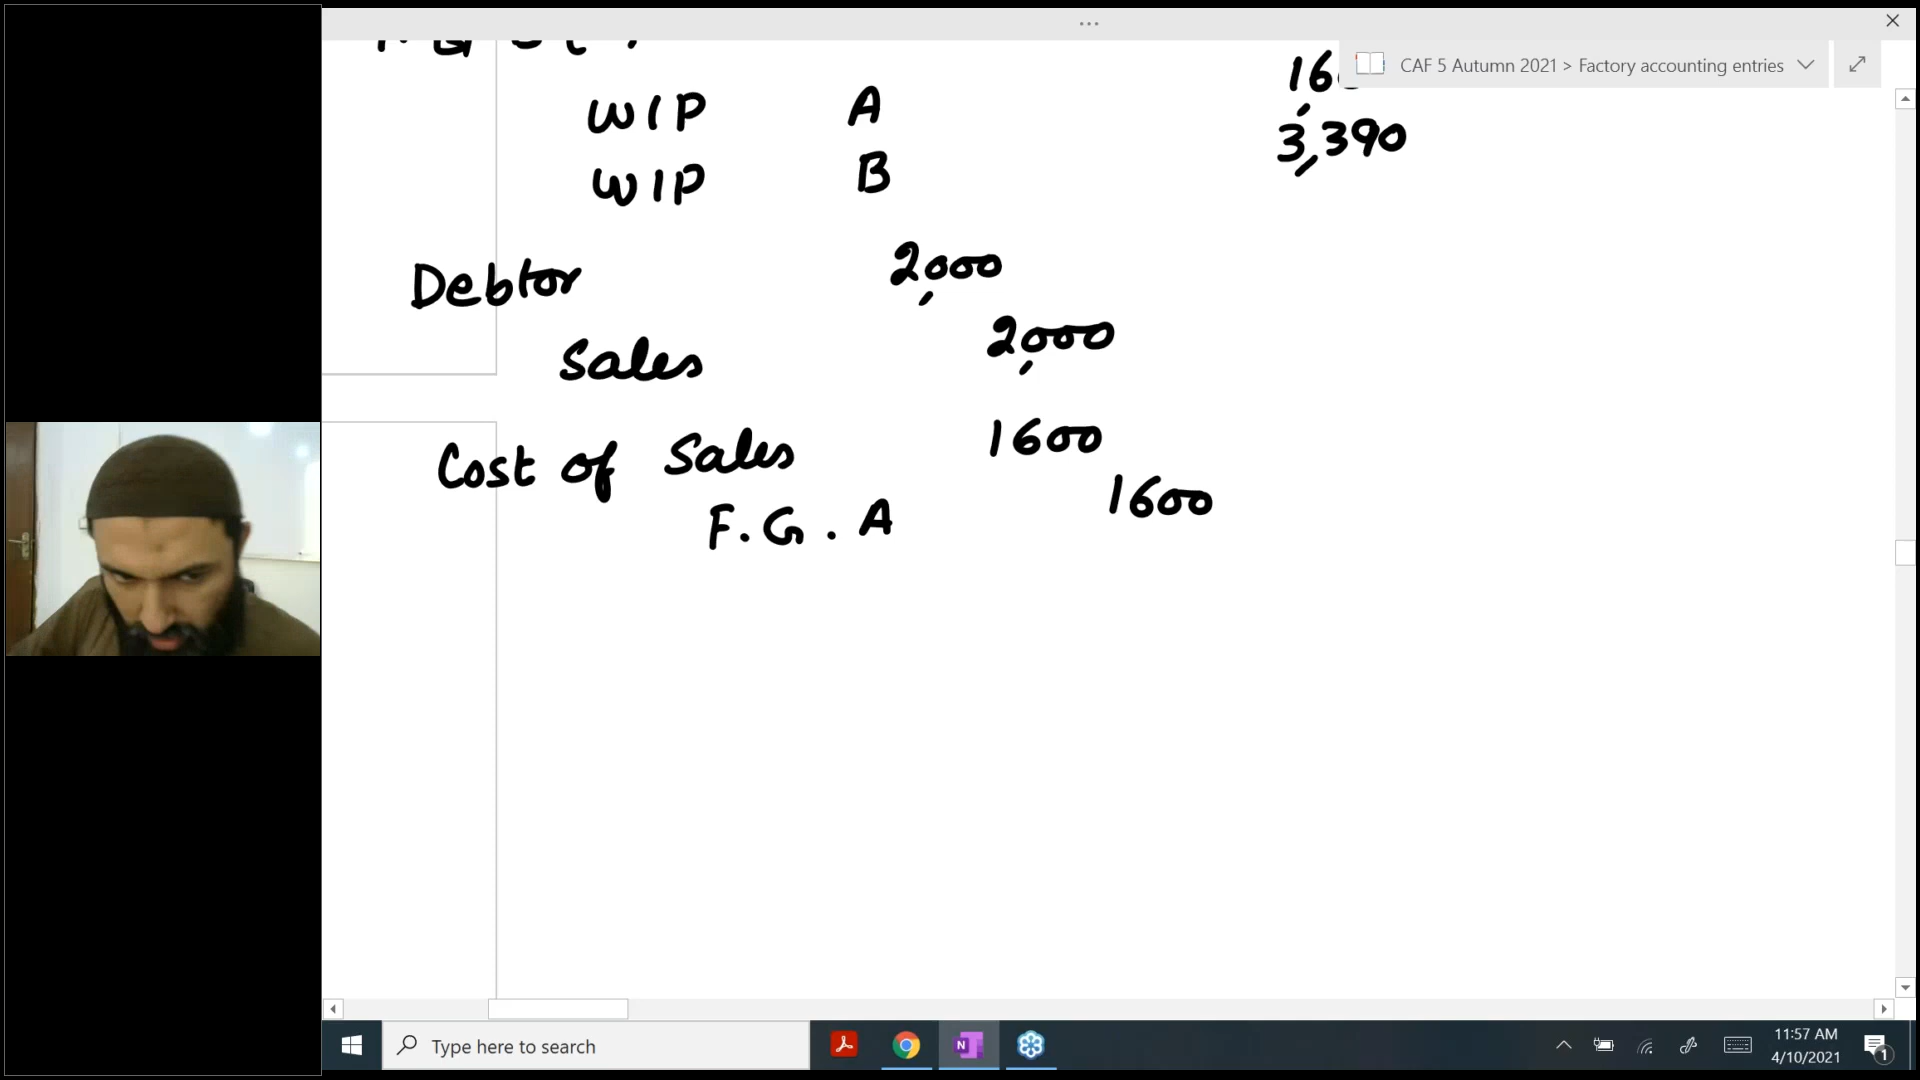 CAF 5 Autumn 2021 > Factory accounting entries
WIP A
3,390
WIP B
Debtor 2,000
Sales 2,000
Cost of Sales 1600
F.G. A 1600
Type here to search
11:57 AM
4/10/2021
1